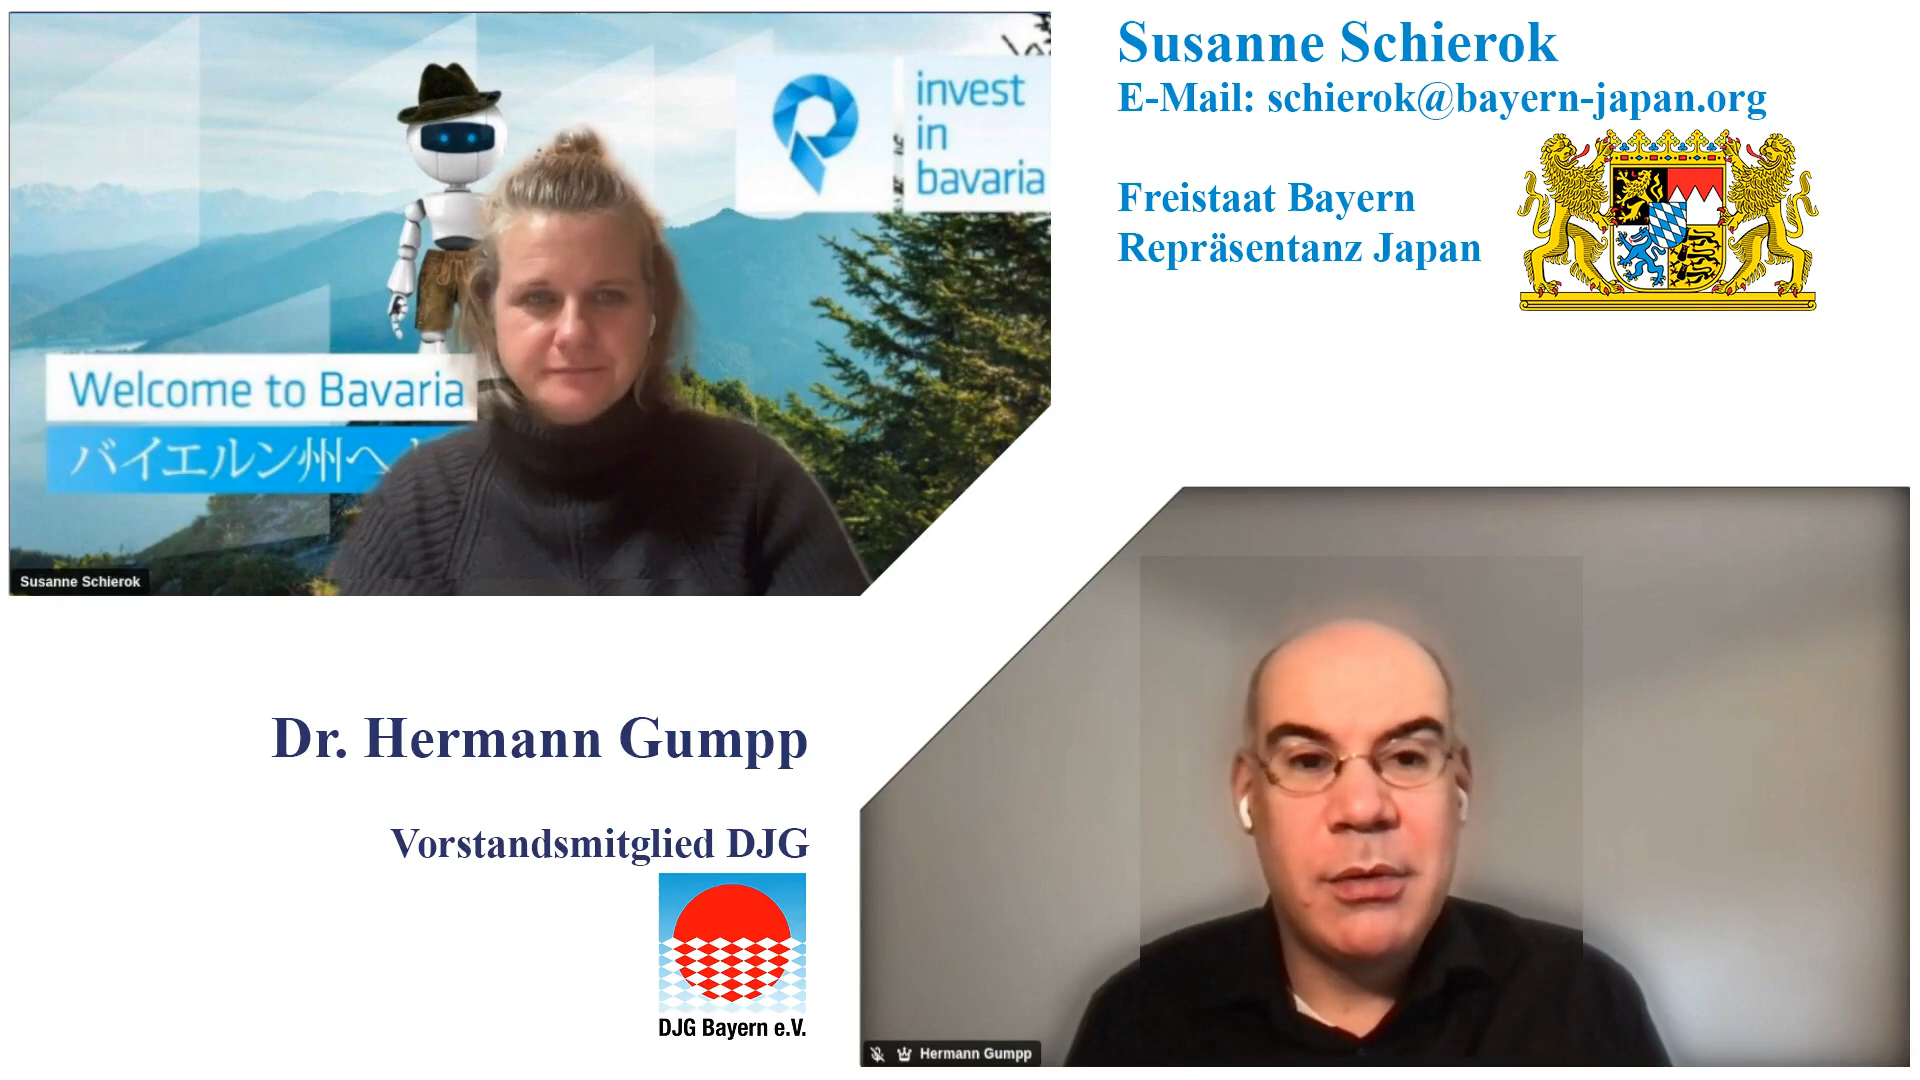 invest
in
bavaria
Welcome to Bavaria
バイエルン州へ
Susanne Schierok
Susanne Schierok
E-Mail: schierok@bayern-japan.org
Freistaat Bayern
Repräsentanz Japan
Dr. Hermann Gumpp
Vorstandsmitglied DJG
DJG Bayern e.V.
Hermann Gumpp